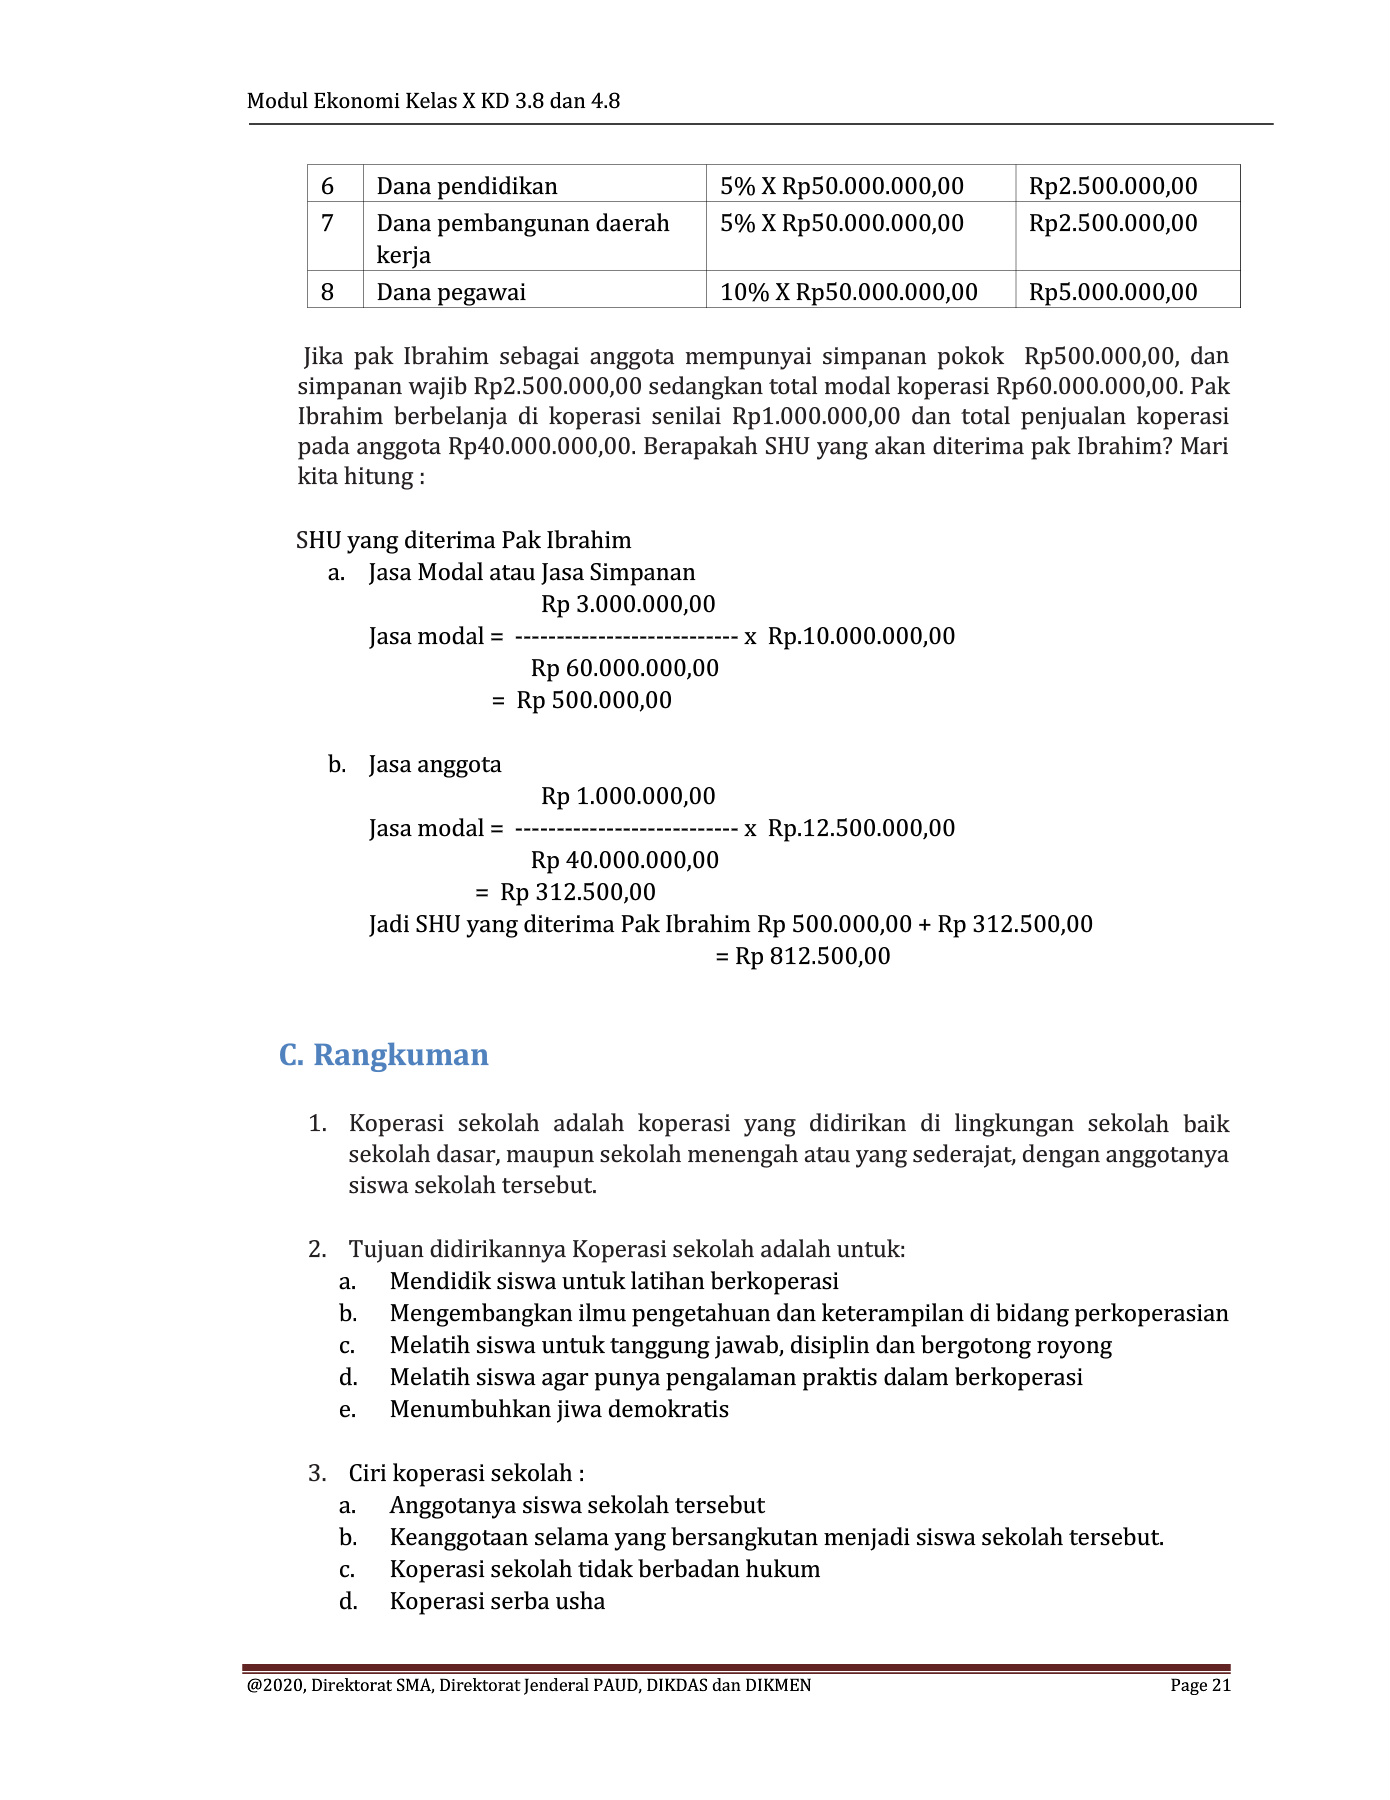 Modul Ekonomi Kelas X KD 3.8 dan 4.8
6 Dana pendidikan 5% X Rp50.000.000,00 Rp2.500.000,00
7 Dana pembangunan daerah 5% X Rp50.000.000,00 Rp2.500.000,00
kerja
8 Dana pegawai 10% X Rp50.000.000,00 Rp5.000.000,00
Jika pak Ibrahim sebagai anggota mempunyai simpanan pokok Rp500.000,00, dan
simpanan wajib Rp2.500.000,00 sedangkan total modal koperasi Rp60.000.000,00. Pak
Ibrahim berbelanja di koperasi senilai Rp1.000.000,00 dan total penjualan koperasi
pada anggota Rp40.000.000,00. Berapakah SHU yang akan diterima pak Ibrahim? Mari
kita hitung :
SHU yang diterima Pak Ibrahim
a. Jasa Modal atau Jasa Simpanan
Rp 3.000.000,00
Jasa modal = --------------------------- x Rp.10.000.000,00
Rp 60.000.000,00
= Rp 500.000,00
b. Jasa anggota
Rp 1.000.000,00
Jasa modal = --------------------------- x Rp.12.500.000,00
Rp 40.000.000,00
= Rp 312.500,00
Jadi SHU yang diterima Pak Ibrahim Rp 500.000,00 + Rp 312.500,00
= Rp 812.500,00
C. Rangkuman
1. Koperasi sekolah adalah koperasi yang didirikan di lingkungan sekolah baik
sekolah dasar, maupun sekolah menengah atau yang sederajat, dengan anggotanya
siswa sekolah tersebut.
2. Tujuan didirikannya Koperasi sekolah adalah untuk:
a. Mendidik siswa untuk latihan berkoperasi
b. Mengembangkan ilmu pengetahuan dan keterampilan di bidang perkoperasian
c. Melatih siswa untuk tanggung jawab, disiplin dan bergotong royong
d. Melatih siswa agar punya pengalaman praktis dalam berkoperasi
e. Menumbuhkan jiwa demokratis
3. Ciri koperasi sekolah :
a. Anggotanya siswa sekolah tersebut
b. Keanggotaan selama yang bersangkutan menjadi siswa sekolah tersebut.
c. Koperasi sekolah tidak berbadan hukum
d. Koperasi serba usha
@2020, Direktorat SMA, Direktorat Jenderal PAUD, DIKDAS dan DIKMEN Page 21